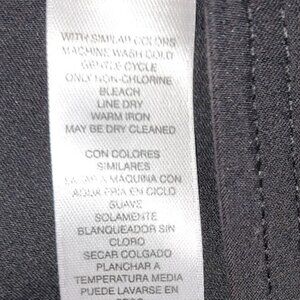 WITH SIMILAR COLORS
MACHINE WASH COLD
GENTLE CYCLE
ONLY NON-CHLORINE
BLEACH
LINE DRY
WARM IRON
MAY BE DRY CLEANED
CON COLORES
SIMILARES
LAVAR A MAQUINA CON
AGUA FRIA EN CICLO
SUAVE
SOLAMENTE
BLANQUEADOR SIN
CLORO
SECAR COLGADO
PLANCHAR A
TEMPERATURA MEDIA
PUEDE LAVARSE EN